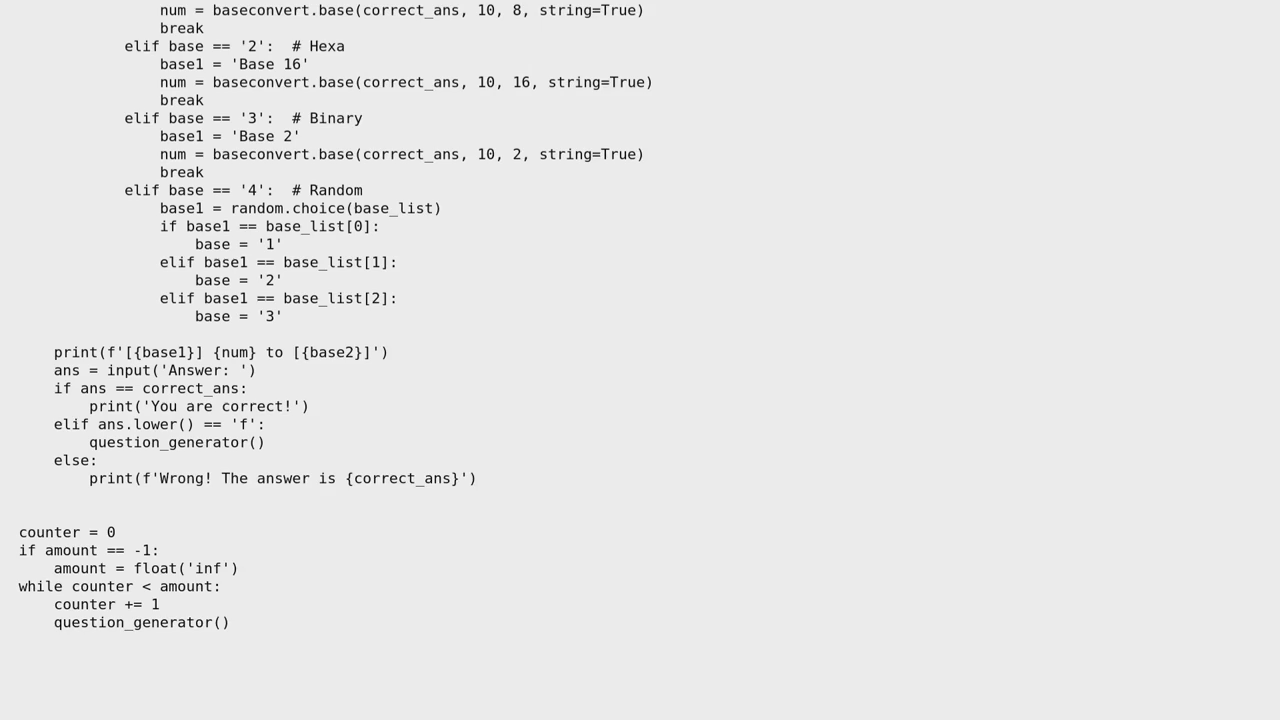 num = baseconvert.base(correct_ans, 10, 8, string=True)
                break
            elif base == '2':  # Hexa
                base1 = 'Base 16'
                num = baseconvert.base(correct_ans, 10, 16, string=True)
                break
            elif base == '3':  # Binary
                base1 = 'Base 2'
                num = baseconvert.base(correct_ans, 10, 2, string=True)
                break
            elif base == '4':  # Random
                base1 = random.choice(base_list)
                if base1 == base_list[0]:
                    base = '1'
                elif base1 == base_list[1]:
                    base = '2'
                elif base1 == base_list[2]:
                    base = '3'

    print(f'[{base1}] {num} to [{base2}]')
    ans = input('Answer: ')
    if ans == correct_ans:
        print('You are correct!')
    elif ans.lower() == 'f':
        question_generator()
    else:
        print(f'Wrong! The answer is {correct_ans}')


counter = 0
if amount == -1:
    amount = float('inf')
while counter < amount:
    counter += 1
    question_generator()